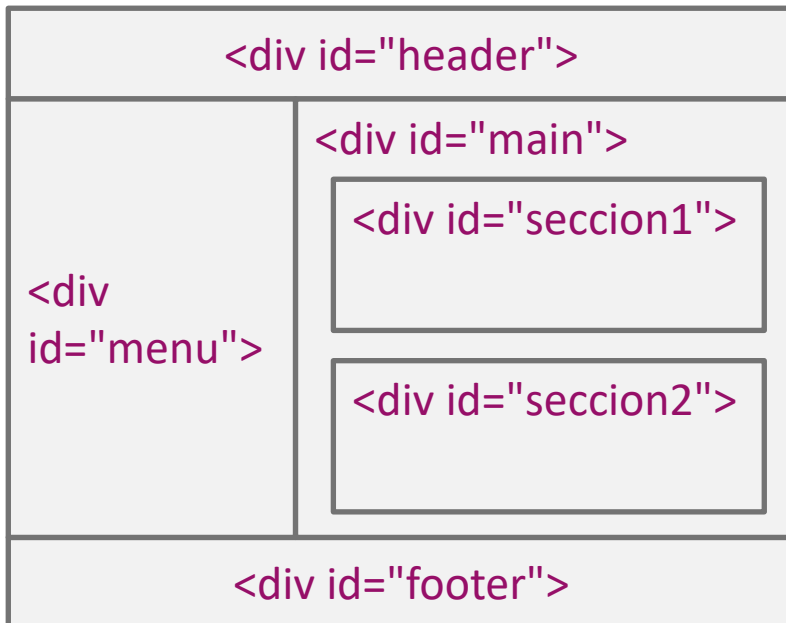 <div id="header">
<div
id="menu">
<div id="main">
<div id="seccion1">
<div id="seccion2">
<div id="footer">